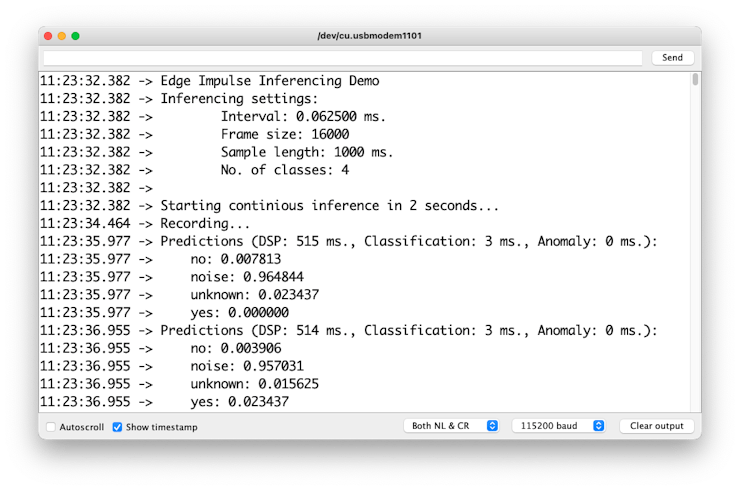 /dev/cu.usbmodem1101
Send
11:23:32.382 -> Edge Impulse Inferencing Demo
11:23:32.382 -> Inferencing settings:
11:23:32.382 -> Interval: 0.062500 ms.
11:23:32.382 -> Frame size: 16000
11:23:32.382 -> Sample length: 1000 ms.
11:23:32.382 -> No. of classes: 4
11:23:32.382 ->
11:23:32.382 -> Starting continious inference in 2 seconds...
11:23:34.464 -> Recording...
11:23:35.977 -> Predictions (DSP: 515 ms., Classification: 3 ms., Anomaly: 0 ms.):
11:23:35.977 -> no: 0.007813
11:23:35.977 -> noise: 0.964844
11:23:35.977 -> unknown: 0.023437
11:23:35.977 -> yes: 0.000000
11:23:36.955 -> Predictions (DSP: 514 ms., Classification: 3 ms., Anomaly: 0 ms.):
11:23:36.955 -> no: 0.003906
11:23:36.955 -> noise: 0.957031
11:23:36.955 -> unknown: 0.015625
11:23:36.955 -> yes: 0.023437
Autoscroll Show timestamp Both NL & CR 115200 baud Clear output